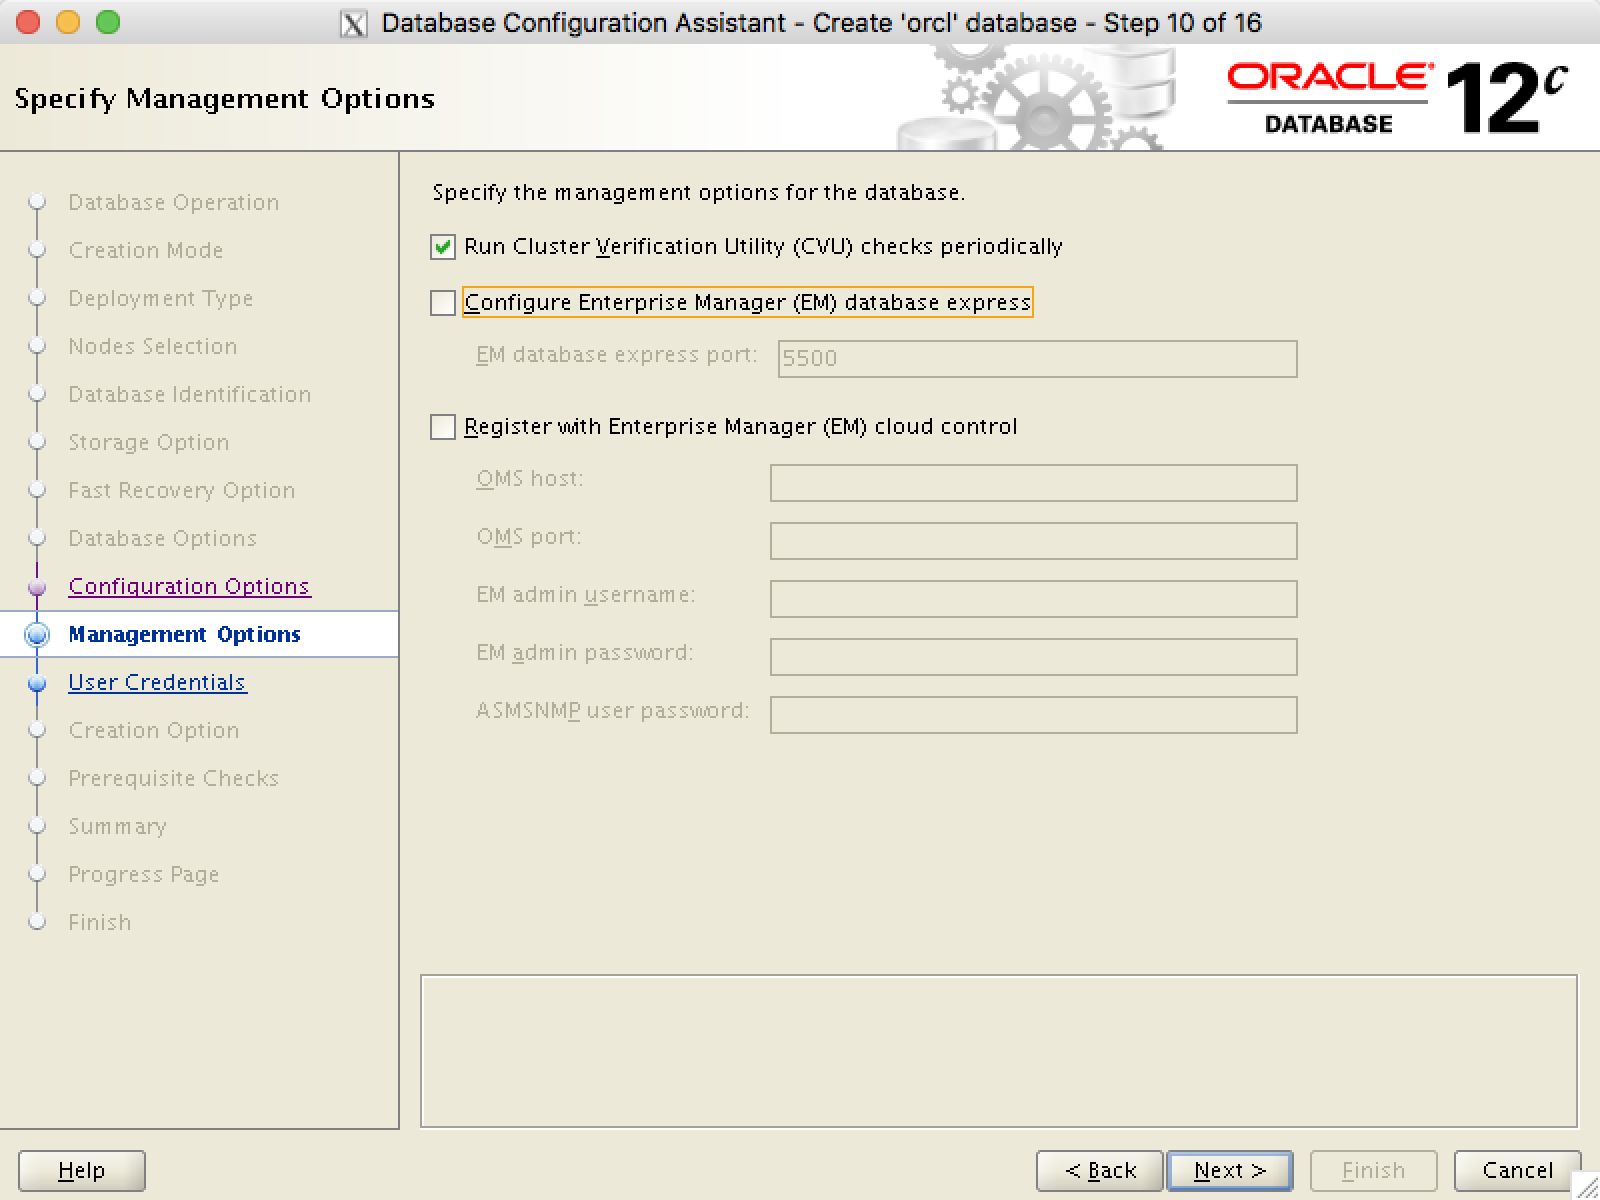 Database Configuration Assistant - Create 'orcl' database - Step 10 of 16
Specify Management Options
ORACLE
DATABASE
12c
Database Operation
Creation Mode
Deployment Type
Nodes Selection
Database Identification
Storage Option
Fast Recovery Option
Database Options
Configuration Options
Management Options
User Credentials
Creation Option
Prerequisite Checks
Summary
Progress Page
Finish
Specify the management options for the database.
Run Cluster Verification Utility (CVU) checks periodically
Configure Enterprise Manager (EM) database express
EM database express port: 5500
Register with Enterprise Manager (EM) cloud control
OMS host:
OMS port:
EM admin username:
EM admin password:
ASMSNMP user password:
Help
< Back
Next >
Finish
Cancel